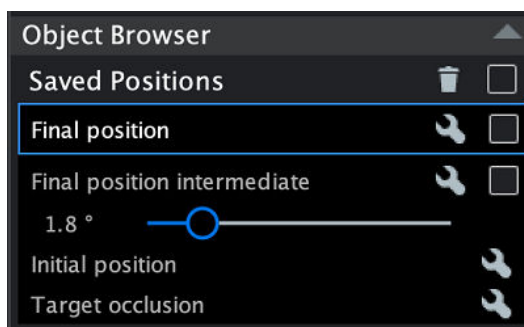 Object Browser
Saved Positions
Final position
Final position intermediate
1.8 °
Initial position
Target occlusion